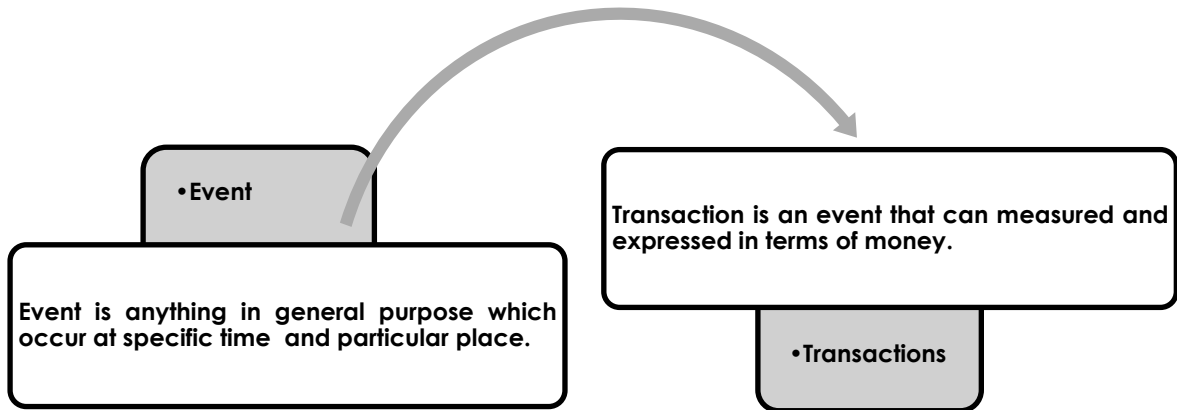 •Event
Event is anything in general purpose which
occur at specific time and particular place.
Transaction is an event that can measured and
expressed in terms of money.
•Transactions